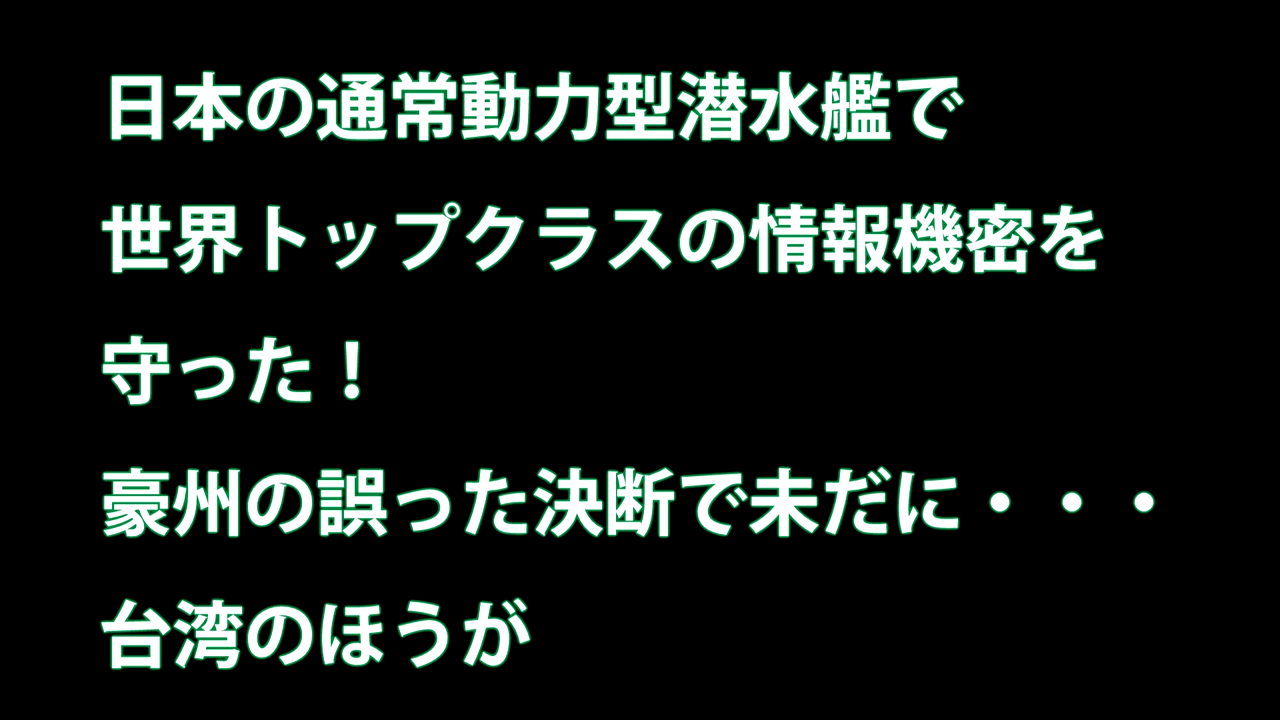 日本の通常動力型潜水艦で
世界トップクラスの情報機密を
守った！
豪州の誤った決断で未だに・・・
台湾のほうが